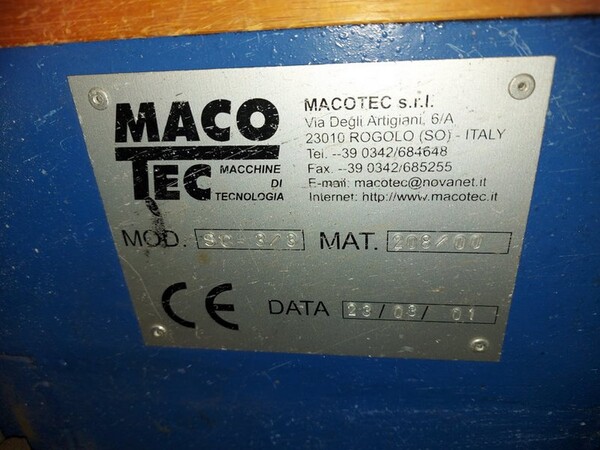 MACO
TEC
MACCHINE
DI
TECNOLOGIA
MACOTEC s.r.l.
Via Degli Artigiani, 6/A
23010 ROGOLO (SO) - ITALY
Tel. --39 0342/684648
Fax. --39 0342/685255
E-mail: macotec@novanet.it
Internet: http://www.macotec.it
MOD. MAT. 208/00
CE DATA 23/03/ 01